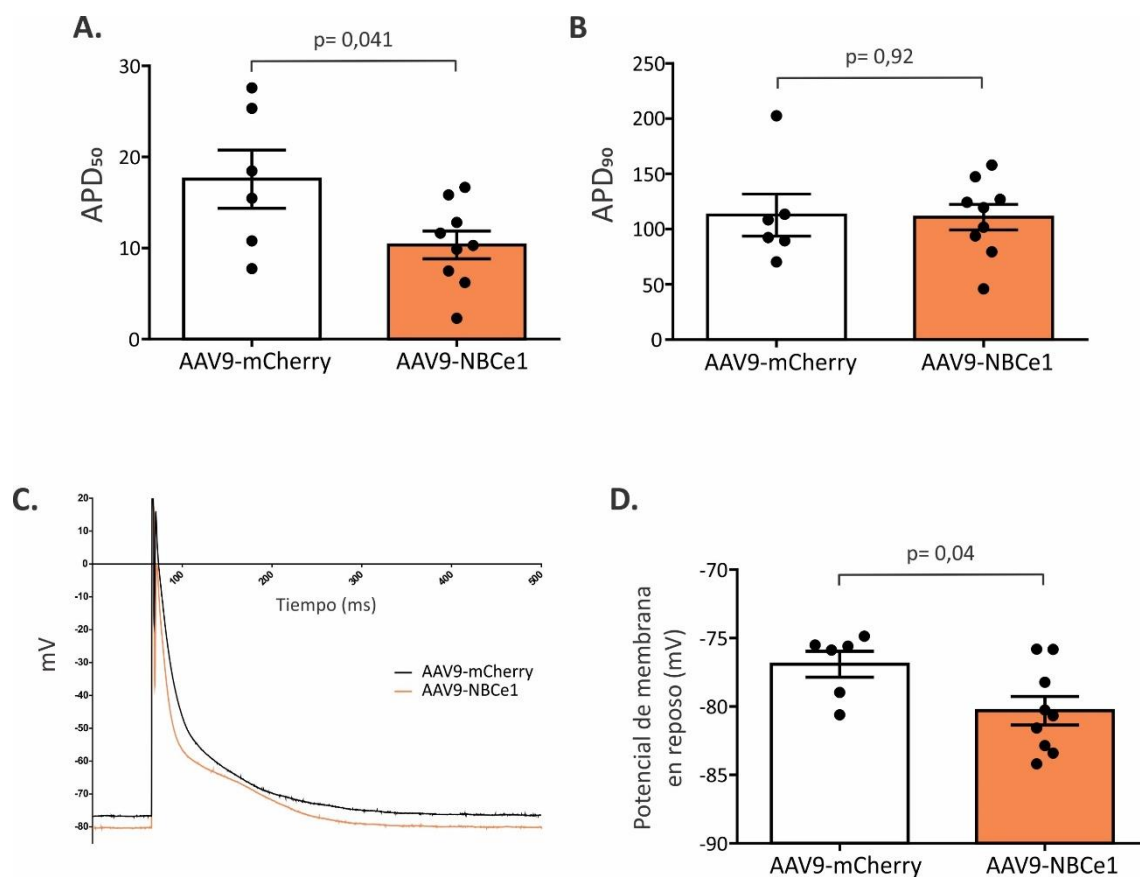 A.
p= 0,041
APD₅₀
30
20
10
0
AAV9-mCherry
AAV9-NBCe1
B
p= 0,92
APD₉₀
250
200
150
100
50
0
AAV9-mCherry
AAV9-NBCe1
C.
mV
20
10
0
-10
-20
-30
-40
-50
-60
-70
-80
100
200
300
400
500
Tiempo (ms)
AAV9-mCherry
AAV9-NBCe1
D.
p= 0,04
Potencial de membrana
en reposo (mV)
-70
-75
-80
-85
-90
AAV9-mCherry
AAV9-NBCe1